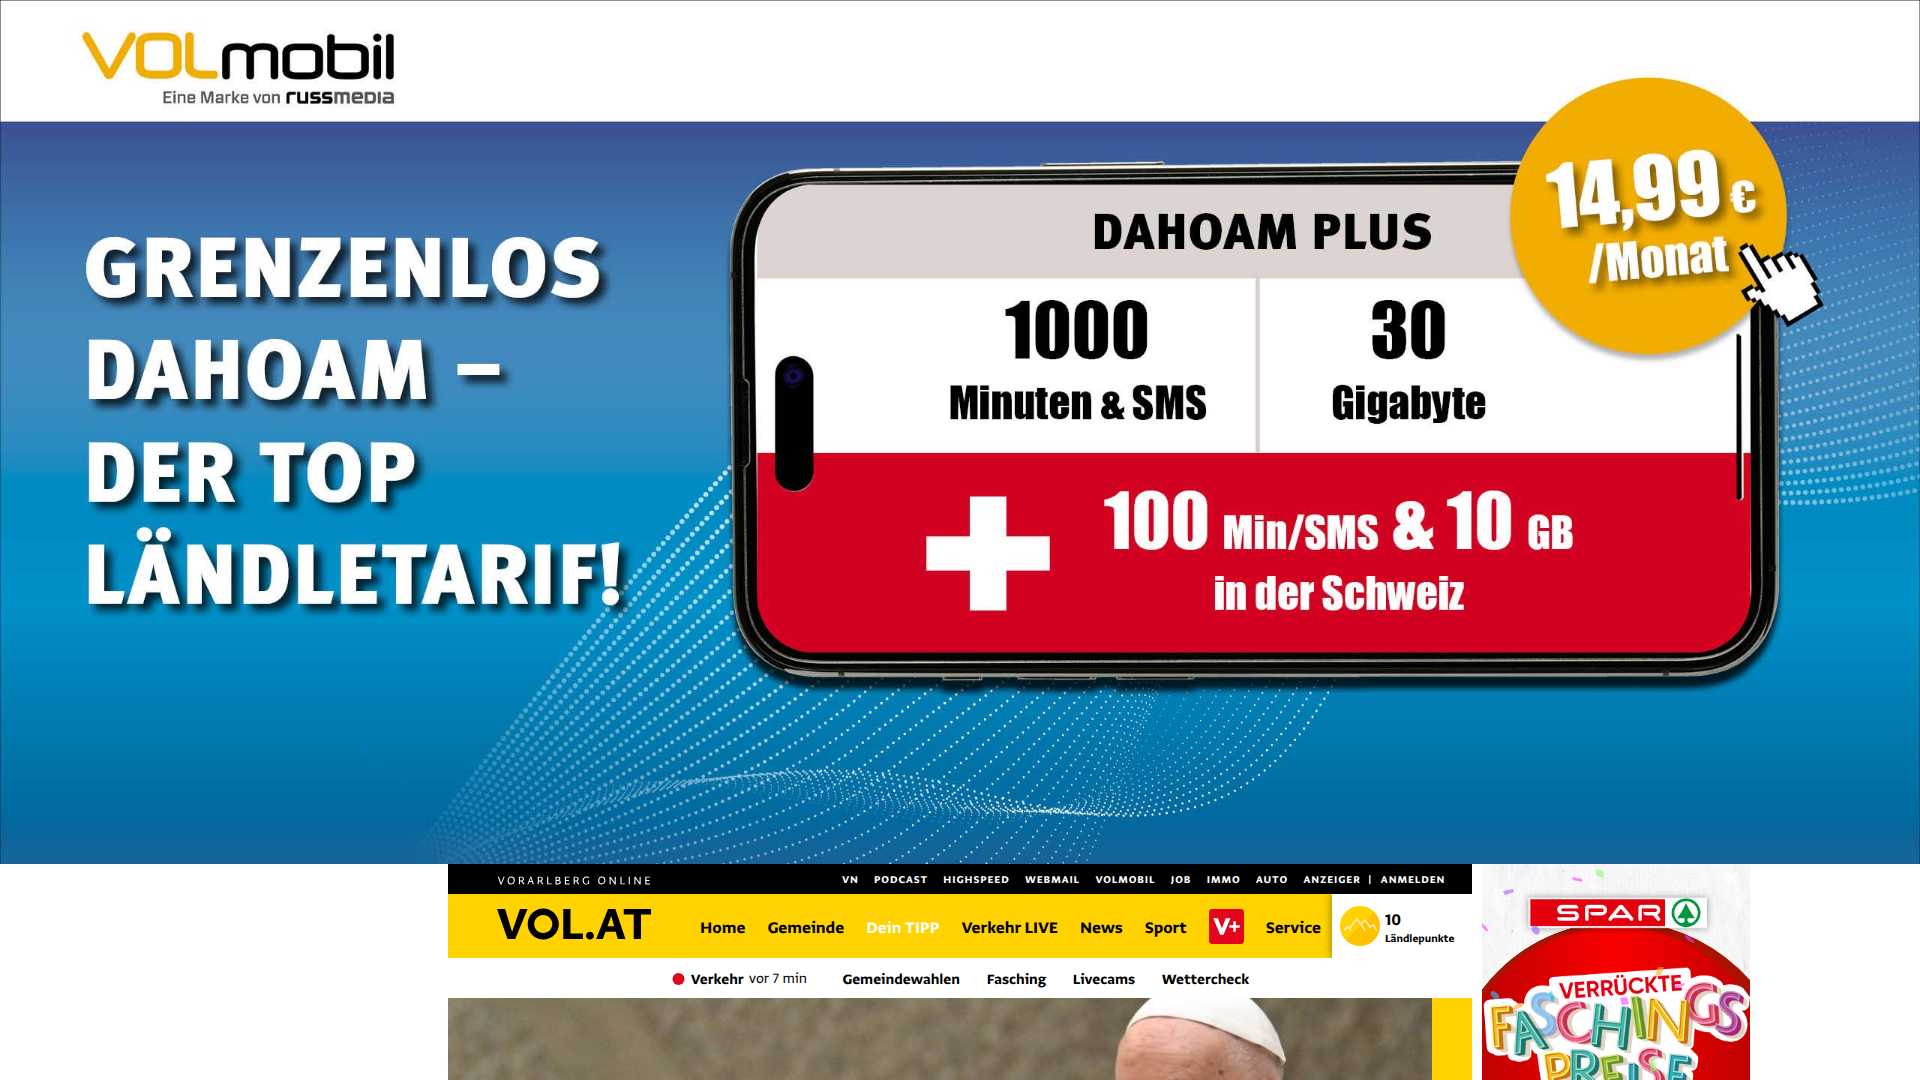 VOLmobil
Eine Marke von russmedia
GRENZENLOS
DAHOAM –
DER TOP
LÄNDLETARIF!
DAHOAM PLUS
14,99 €
/Monat
1000
Minuten & SMS
30
Gigabyte
100 Min/SMS & 10 GB
in der Schweiz
VORARLBERG ONLINE
VN PODCAST HIGHSPEED WEBMAIL VOLMOBIL JOB IMMO AUTO ANZEIGER | ANMELDEN
VOL.AT
Home Gemeinde Dein TIPP Verkehr LIVE News Sport V+ Service
10
Ländlepunkte
Verkehr vor 7 min Gemeindewahlen Fasching Livecams Wettercheck
SPAR
VERRÜCKTE
FASCHINGS
PREISE